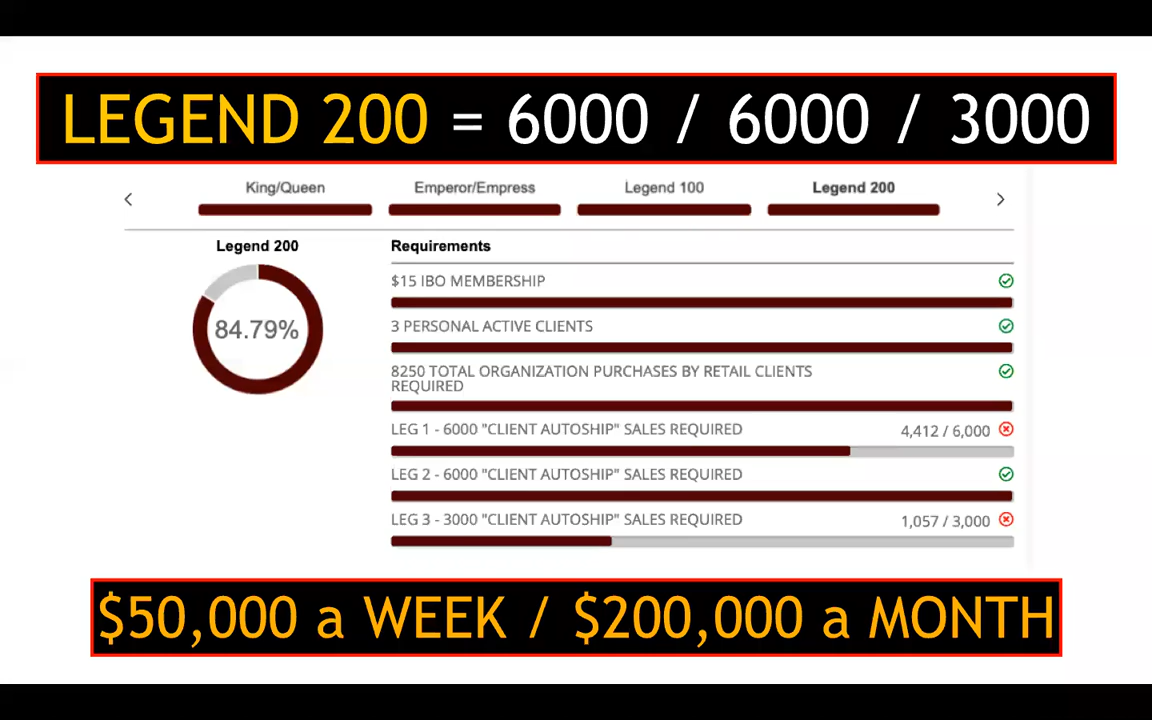 LEGEND 200 = 6000 / 6000 / 3000
King/Queen Emperor/Empress Legend 100 Legend 200
Legend 200
84.79%
Requirements
$15 IBO MEMBERSHIP
3 PERSONAL ACTIVE CLIENTS
8250 TOTAL ORGANIZATION PURCHASES BY RETAIL CLIENTS
REQUIRED
LEG 1 - 6000 "CLIENT AUTOSHIP" SALES REQUIRED 4,412 / 6,000
LEG 2 - 6000 "CLIENT AUTOSHIP" SALES REQUIRED
LEG 3 - 3000 "CLIENT AUTOSHIP" SALES REQUIRED 1,057 / 3,000
$50,000 a WEEK / $200,000 a MONTH